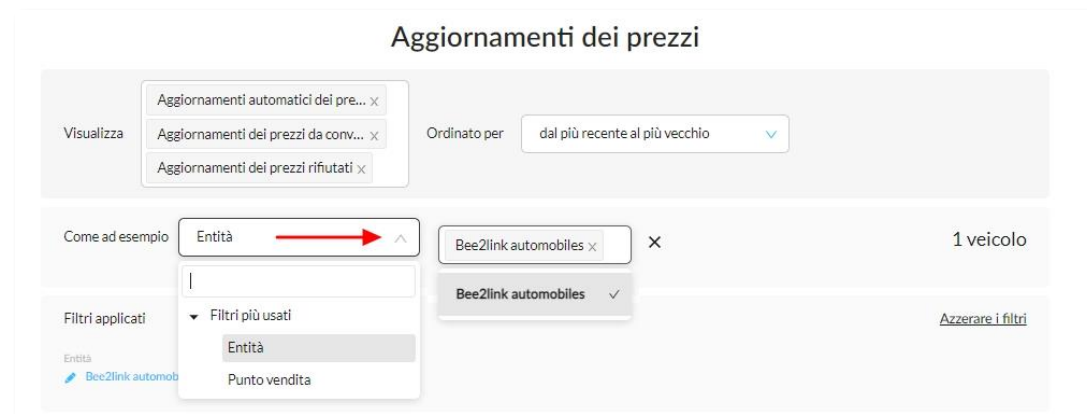 Aggiornamenti dei prezzi
Visualizza
Aggiornamenti automatici dei pre... x
Aggiornamenti dei prezzi da conv... x
Aggiornamenti dei prezzi rifiutati x
Ordinato per
dal più recente al più vecchio
Come ad esempio
Entità
Bee2link automobiles x
1 veicolo
Bee2link automobiles
Filtri più usati
Entità
Punto vendita
Filtri applicati
Azzerare i filtri
Entità
Bee2link automob